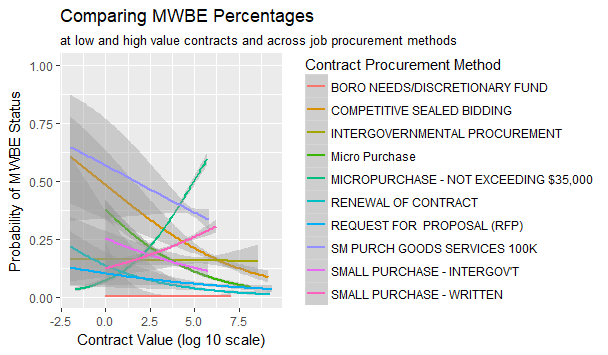 Comparing MWBE Percentages
at low and high value contracts and across job procurement methods
Probability of MWBE Status
1.00
0.75
0.50
0.25
0.00
-2.5
0.0
2.5
5.0
7.5
Contract Value (log 10 scale)
Contract Procurement Method
BORO NEEDS/DISCRETIONARY FUND
COMPETITIVE SEALED BIDDING
INTERGOVERNMENTAL PROCUREMENT
Micro Purchase
MICROPURCHASE - NOT EXCEEDING $35,000
RENEWAL OF CONTRACT
REQUEST FOR  PROPOSAL (RFP)
SM PURCH GOODS SERVICES 100K
SMALL PURCHASE - INTERGOV'T
SMALL PURCHASE - WRITTEN